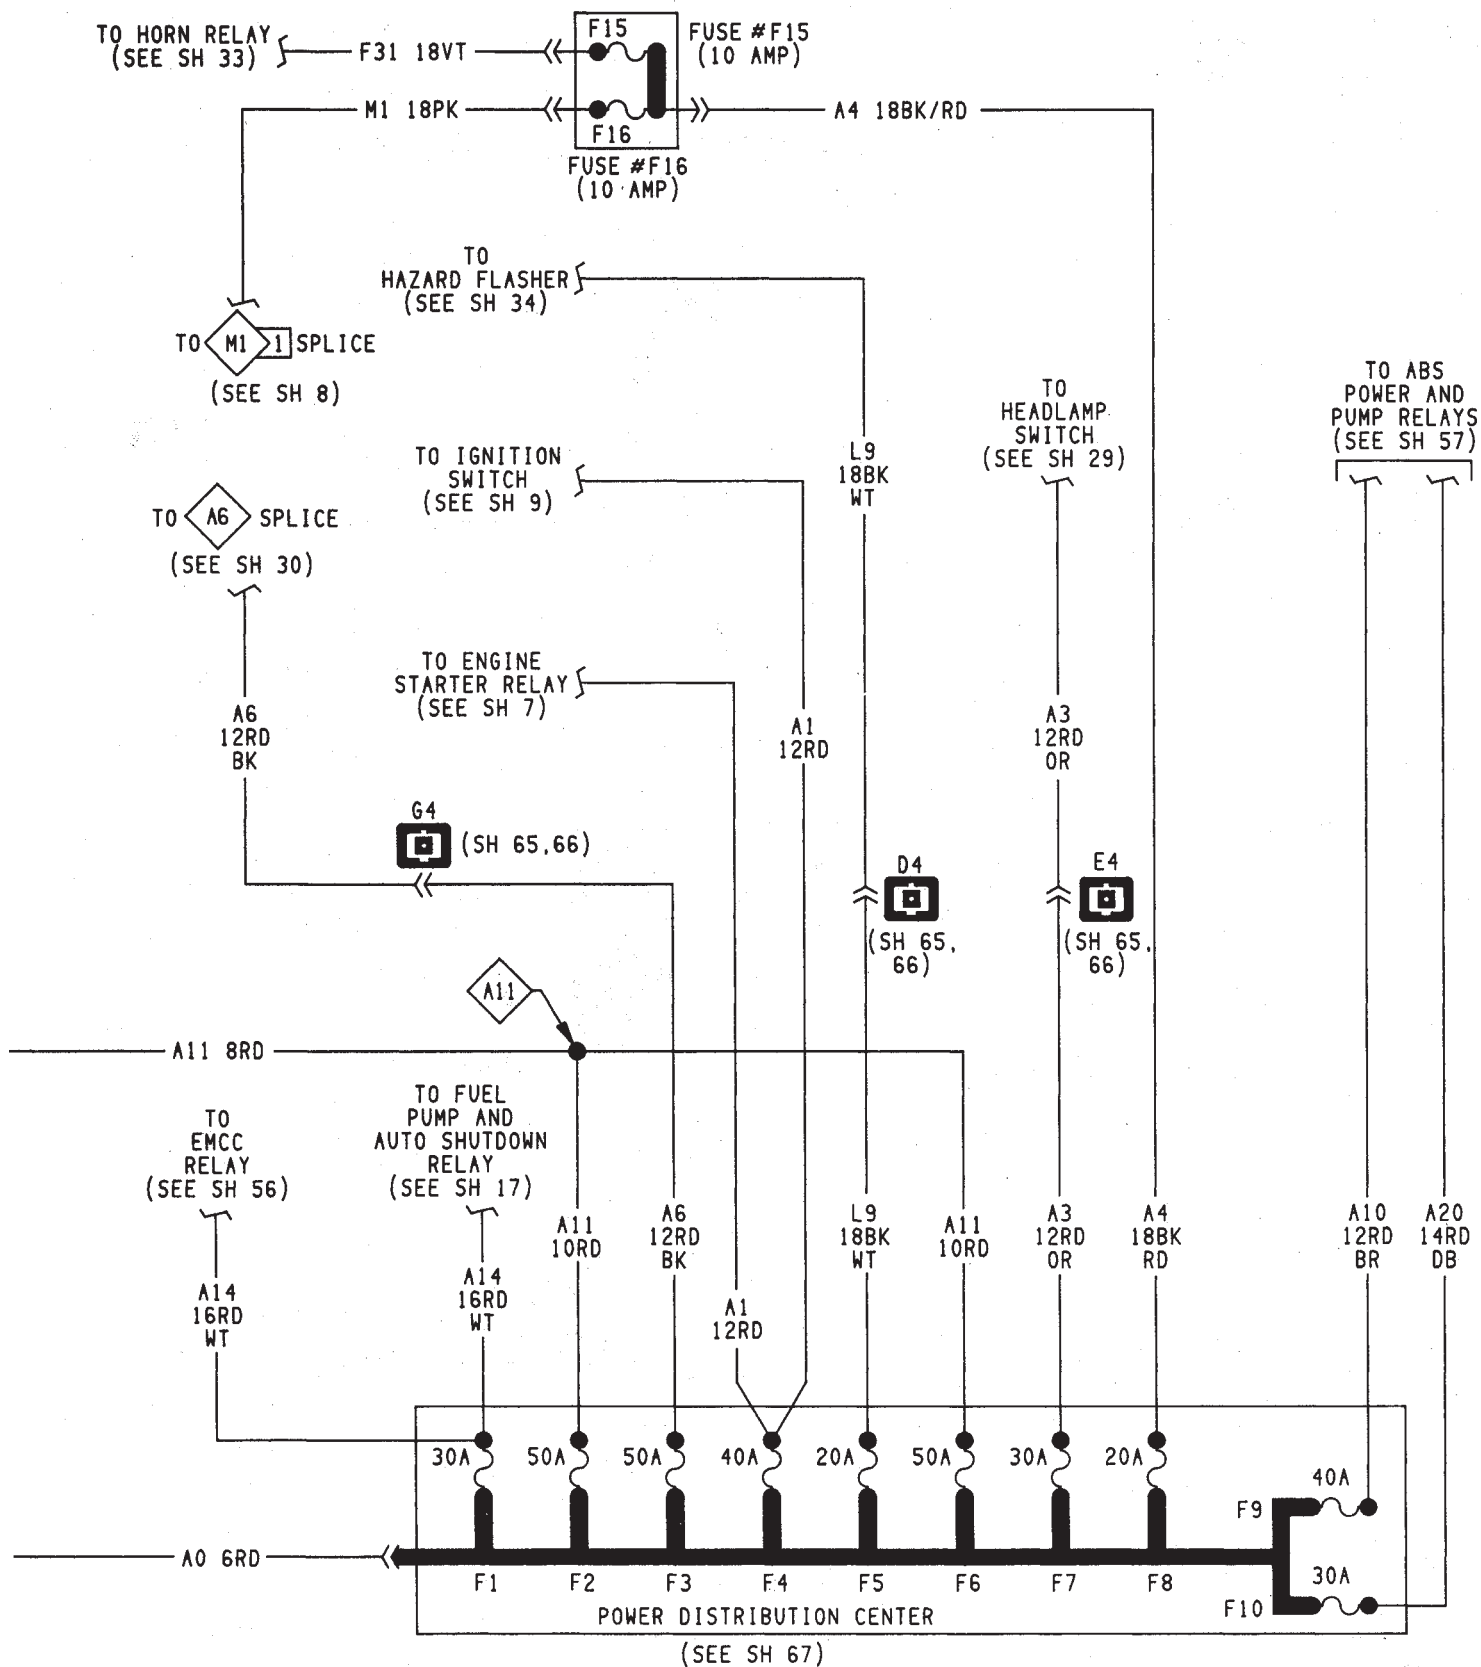 F15
TO HORN RELAY
(SEE SH 33)
F31 18VT
FUSE #F15
(10 AMP)
M1 18PK
A4 18BK/RD
F16
FUSE #F16
(10 AMP)
TO
HAZARD FLASHER
(SEE SH 34)
TO M1 1 SPLICE
(SEE SH 8)
TO ABS
POWER AND
PUMP RELAYS
(SEE SH 57)
TO
HEADLAMP
SWITCH
(SEE SH 29)
TO IGNITION
SWITCH
(SEE SH 9)
L9
18BK
WT
TO A6 SPLICE
(SEE SH 30)
TO ENGINE
STARTER RELAY
(SEE SH 7)
A6
12RD
BK
A1
12RD
A3
12RD
OR
G4
(SH 65,66)
D4
(SH 65,
66)
E4
(SH 65,
66)
A11
A11 8RD
TO
EMCC
RELAY
(SEE SH 56)
TO FUEL
PUMP AND
AUTO SHUTDOWN
RELAY
(SEE SH 17)
A14
16RD
WT
A14
16RD
WT
A11
10RD
A6
12RD
BK
A1
12RD
L9
18BK
WT
A11
10RD
A3
12RD
OR
A4
18BK
RD
A10
12RD
BR
A20
14RD
DB
30A 50A 50A 40A 20A 50A 30A 20A
40A
F9
A0 6RD
F1 F2 F3 F4 F5 F6 F7 F8
30A
F10
POWER DISTRIBUTION CENTER
(SEE SH 67)